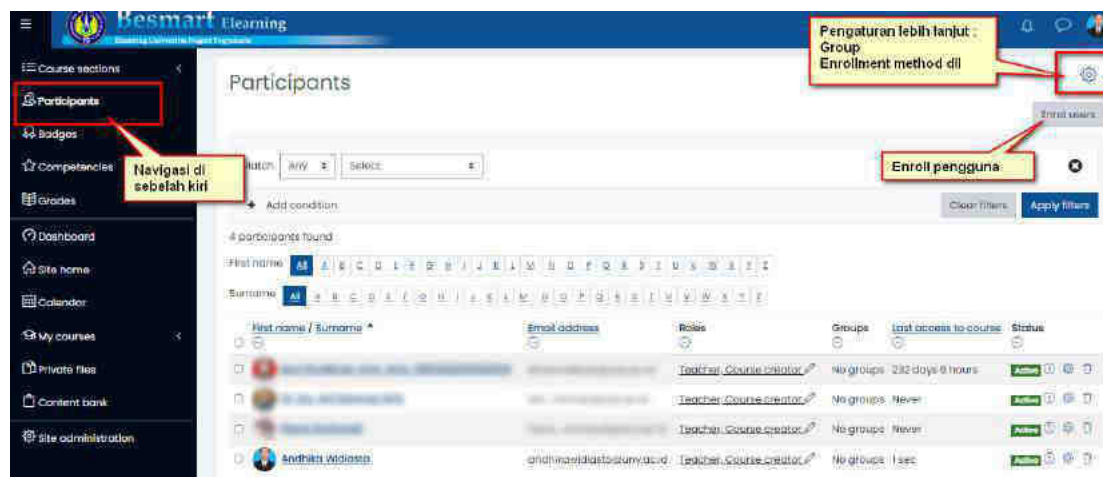 Besmart Elearning
Pengaturan lebih lanjut :
Group
Enrollment method dll
Course sections
Participants
Participants
Enrol users
Badges
Competencies
Navigasi di
sebelah kiri
Match Any Select
Enroll pengguna
Grades
Add condition
Clear filters Apply filters
Dashboard
4 participants found
First name All A B C D E F G H I J K L M N O P Q R S T U V W X Y Z
Site home
Surname All A B C D E F G H I J K L M N O P Q R S T U V W X Y Z
Calendar
First name / Surname Email address Roles Groups Last access to course Status
My courses
Private files
Teacher, Course creator No groups 232 days 6 hours Active
Content bank
Teacher, Course creator No groups Never Active
Site administration
Teacher, Course creator No groups Never Active
Andhika Widiasto Teacher, Course creator No groups 1 sec Active